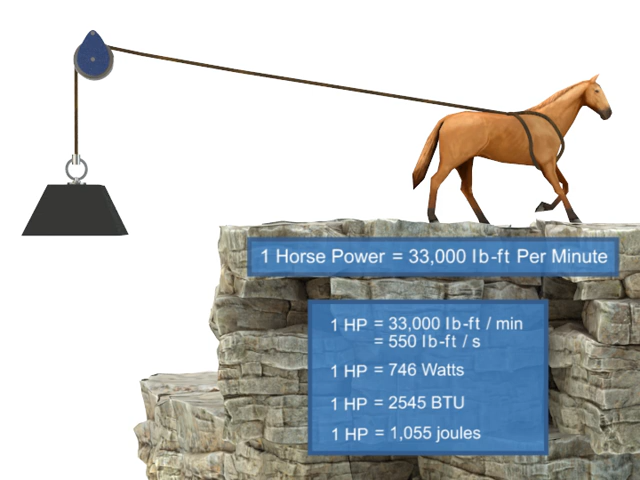 1 Horse Power = 33,000 lb-ft Per Minute
1 HP = 33,000 lb-ft / min
= 550 lb-ft / s
1 HP = 746 Watts
1 HP = 2545 BTU
1 HP = 1,055 joules